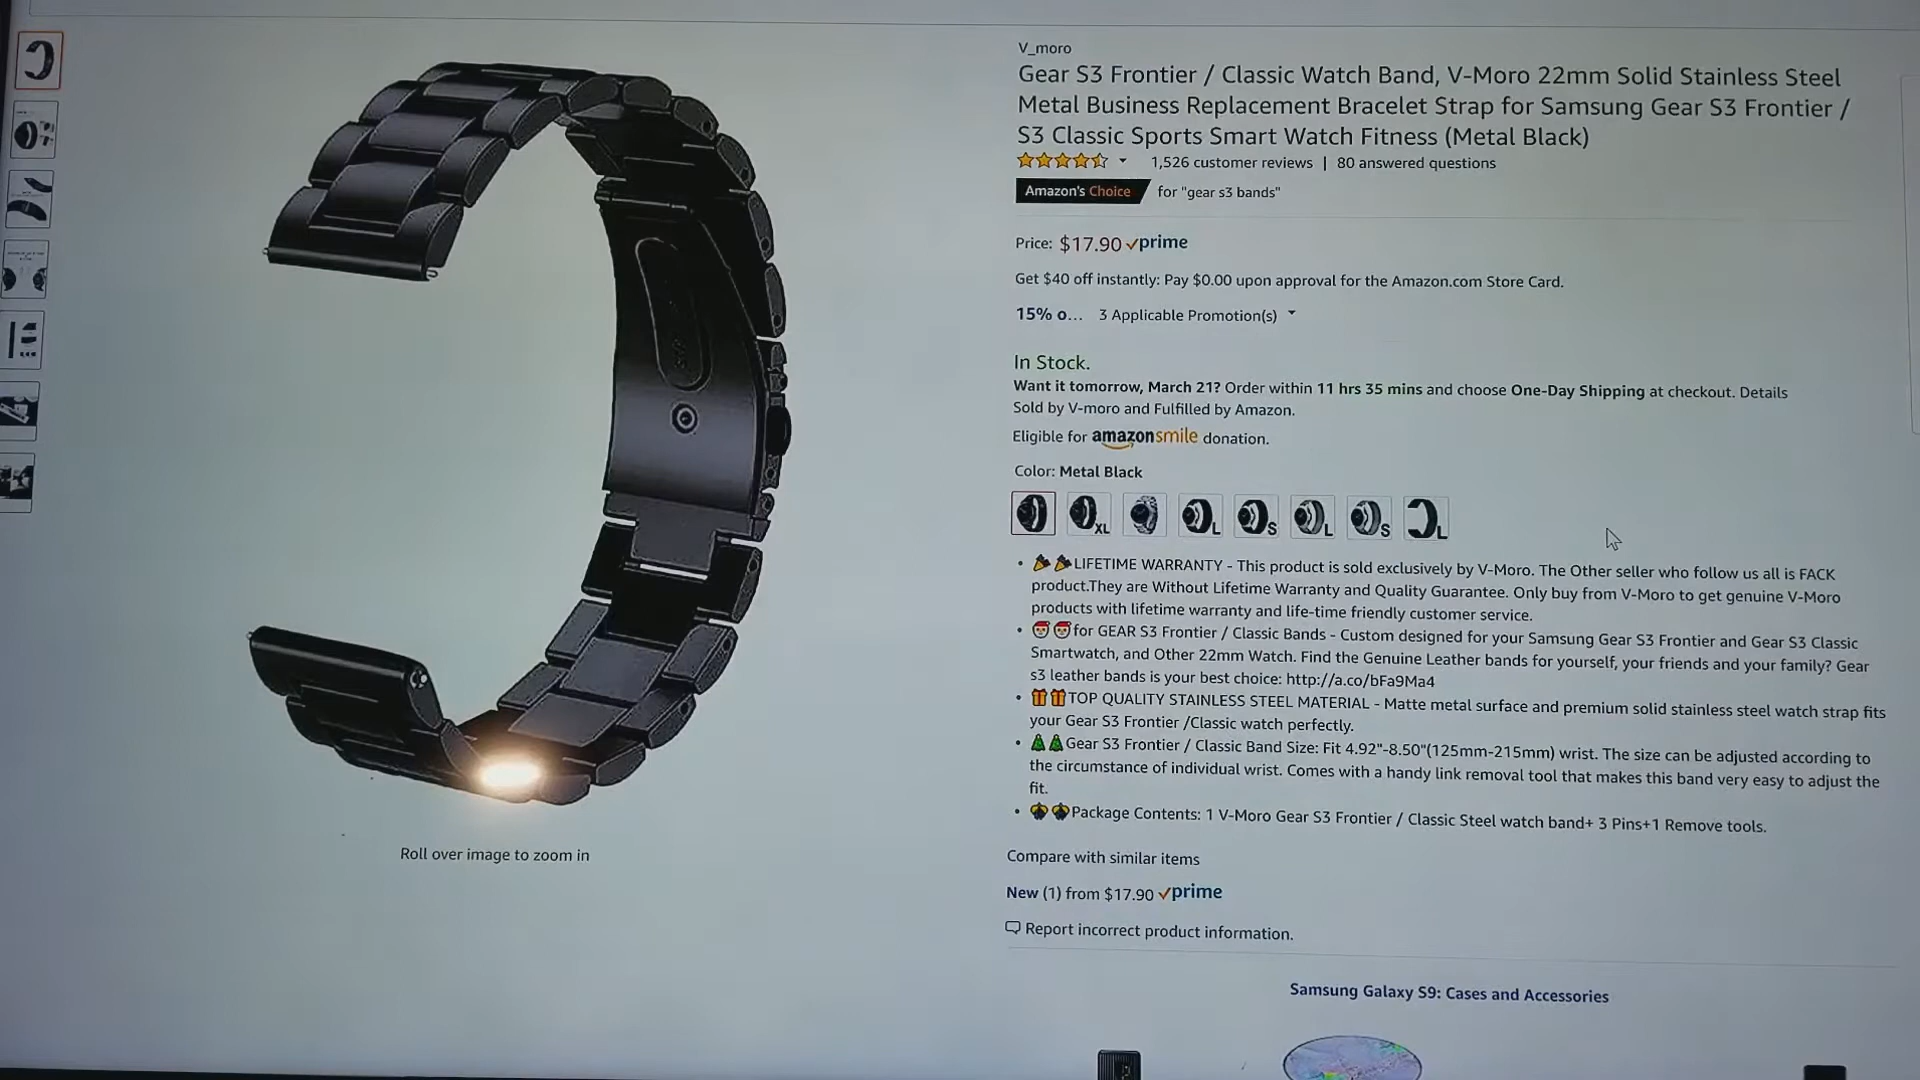 V_moro
Gear S3 Frontier / Classic Watch Band, V-Moro 22mm Solid Stainless Steel
Metal Business Replacement Bracelet Strap for Samsung Gear S3 Frontier /
S3 Classic Sports Smart Watch Fitness (Metal Black)
1,526 customer reviews | 80 answered questions
Amazon's Choice for "gear s3 bands"
Price: $17.90 prime
Get $40 off instantly: Pay $0.00 upon approval for the Amazon.com Store Card.
15% o... 3 Applicable Promotion(s)
In Stock.
Want it tomorrow, March 21? Order within 11 hrs 35 mins and choose One-Day Shipping at checkout. Details
Sold by V-moro and Fulfilled by Amazon.
Eligible for amazonsmile donation.
Color: Metal Black
XL L S L S L
• LIFETIME WARRANTY - This product is sold exclusively by V-Moro. The Other seller who follow us all is FACK
product.They are Without Lifetime Warranty and Quality Guarantee. Only buy from V-Moro to get genuine V-Moro
products with lifetime warranty and life-time friendly customer service.
• for GEAR S3 Frontier / Classic Bands - Custom designed for your Samsung Gear S3 Frontier and Gear S3 Classic
Smartwatch, and Other 22mm Watch. Find the Genuine Leather bands for yourself, your friends and your family? Gear
s3 leather bands is your best choice: http://a.co/bFa9Ma4
• TOP QUALITY STAINLESS STEEL MATERIAL - Matte metal surface and premium solid stainless steel watch strap fits
your Gear S3 Frontier /Classic watch perfectly.
• Gear S3 Frontier / Classic Band Size: Fit 4.92"-8.50"(125mm-215mm) wrist. The size can be adjusted according to
the circumstance of individual wrist. Comes with a handy link removal tool that makes this band very easy to adjust the
fit.
• Package Contents: 1 V-Moro Gear S3 Frontier / Classic Steel watch band+ 3 Pins+1 Remove tools.
Roll over image to zoom in
Compare with similar items
New (1) from $17.90 prime
Report incorrect product information.
Samsung Galaxy S9: Cases and Accessories